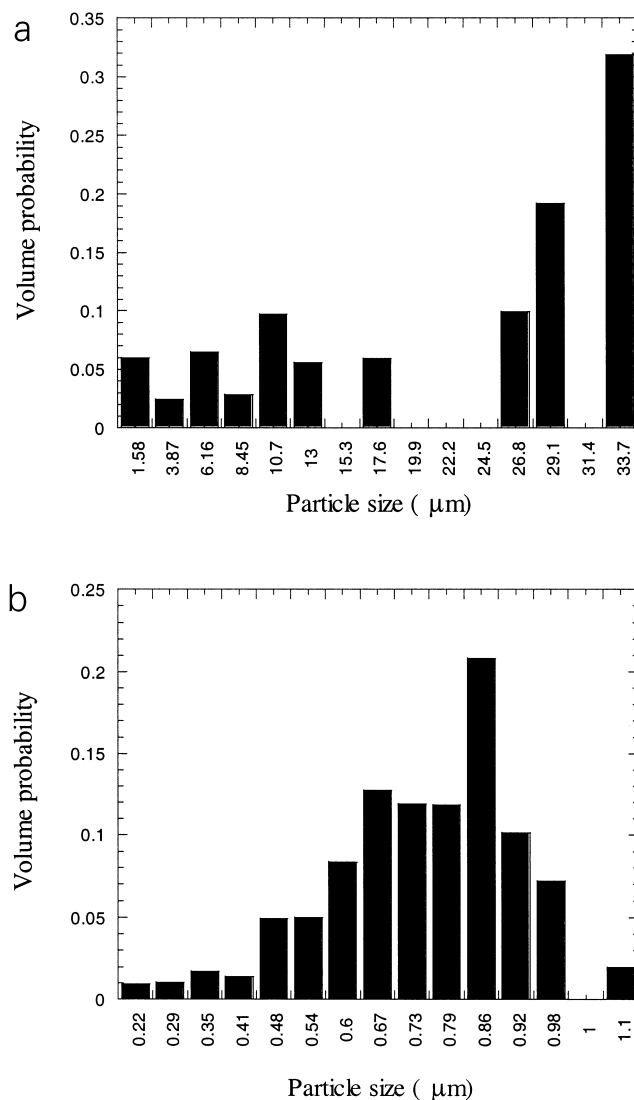 a
0.35
0.3
0.25
0.2
0.15
0.1
0.05
0
Volume probability
1.58 3.87 6.16 8.45 10.7 13 15.3 17.6 19.9 22.2 24.5 26.8 29.1 31.4 33.7
Particle size ( μm)
b
0.25
0.2
0.15
0.1
0.05
0
Volume probability
0.22 0.29 0.35 0.41 0.48 0.54 0.6 0.67 0.73 0.79 0.86 0.92 0.98 1 1.1
Particle size ( μm)